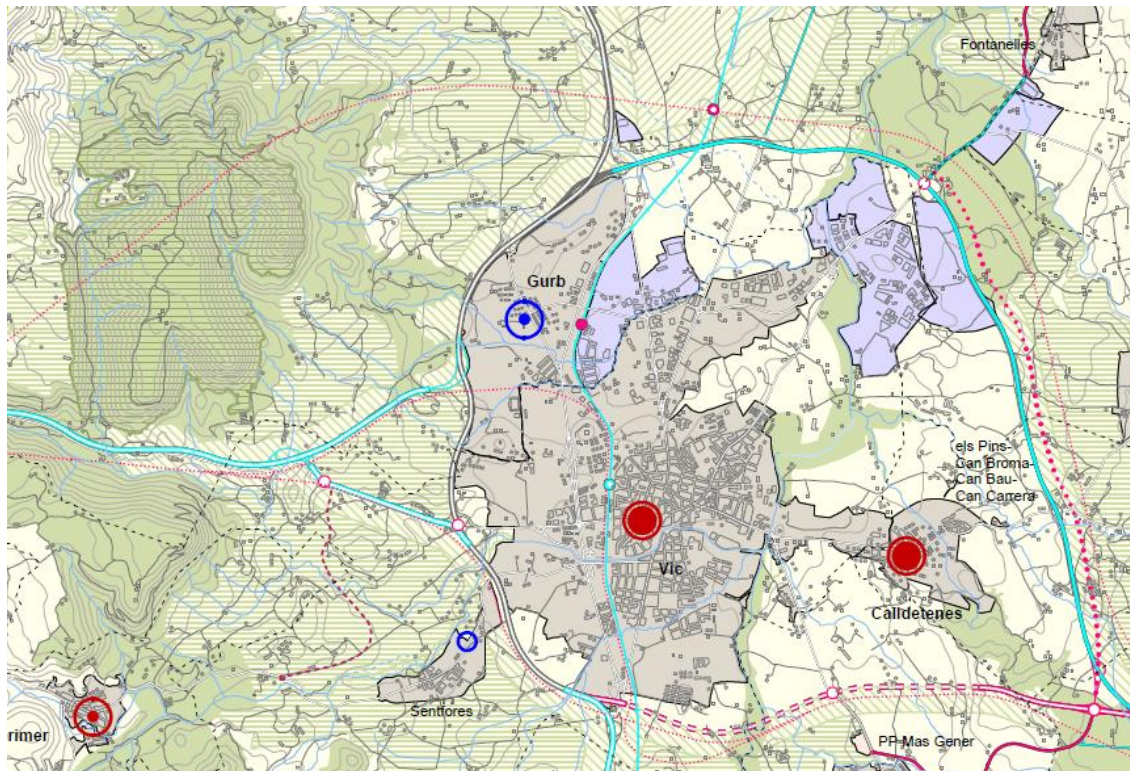 Fontanelles
Gurb
els Pins-
Can Broma-
Can Bau-
Can Carrera
Vic
Calldetenes
Sentfores
rimer
PP Mas Gener